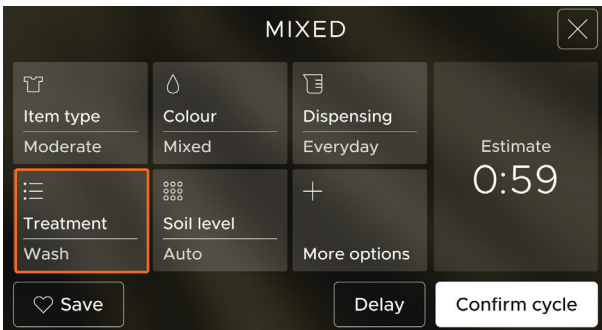 MIXED
Item type
Moderate
Colour
Mixed
Dispensing
Everyday
Estimate
0:59
Treatment
Wash
Soil level
Auto
More options
Save
Delay
Confirm cycle